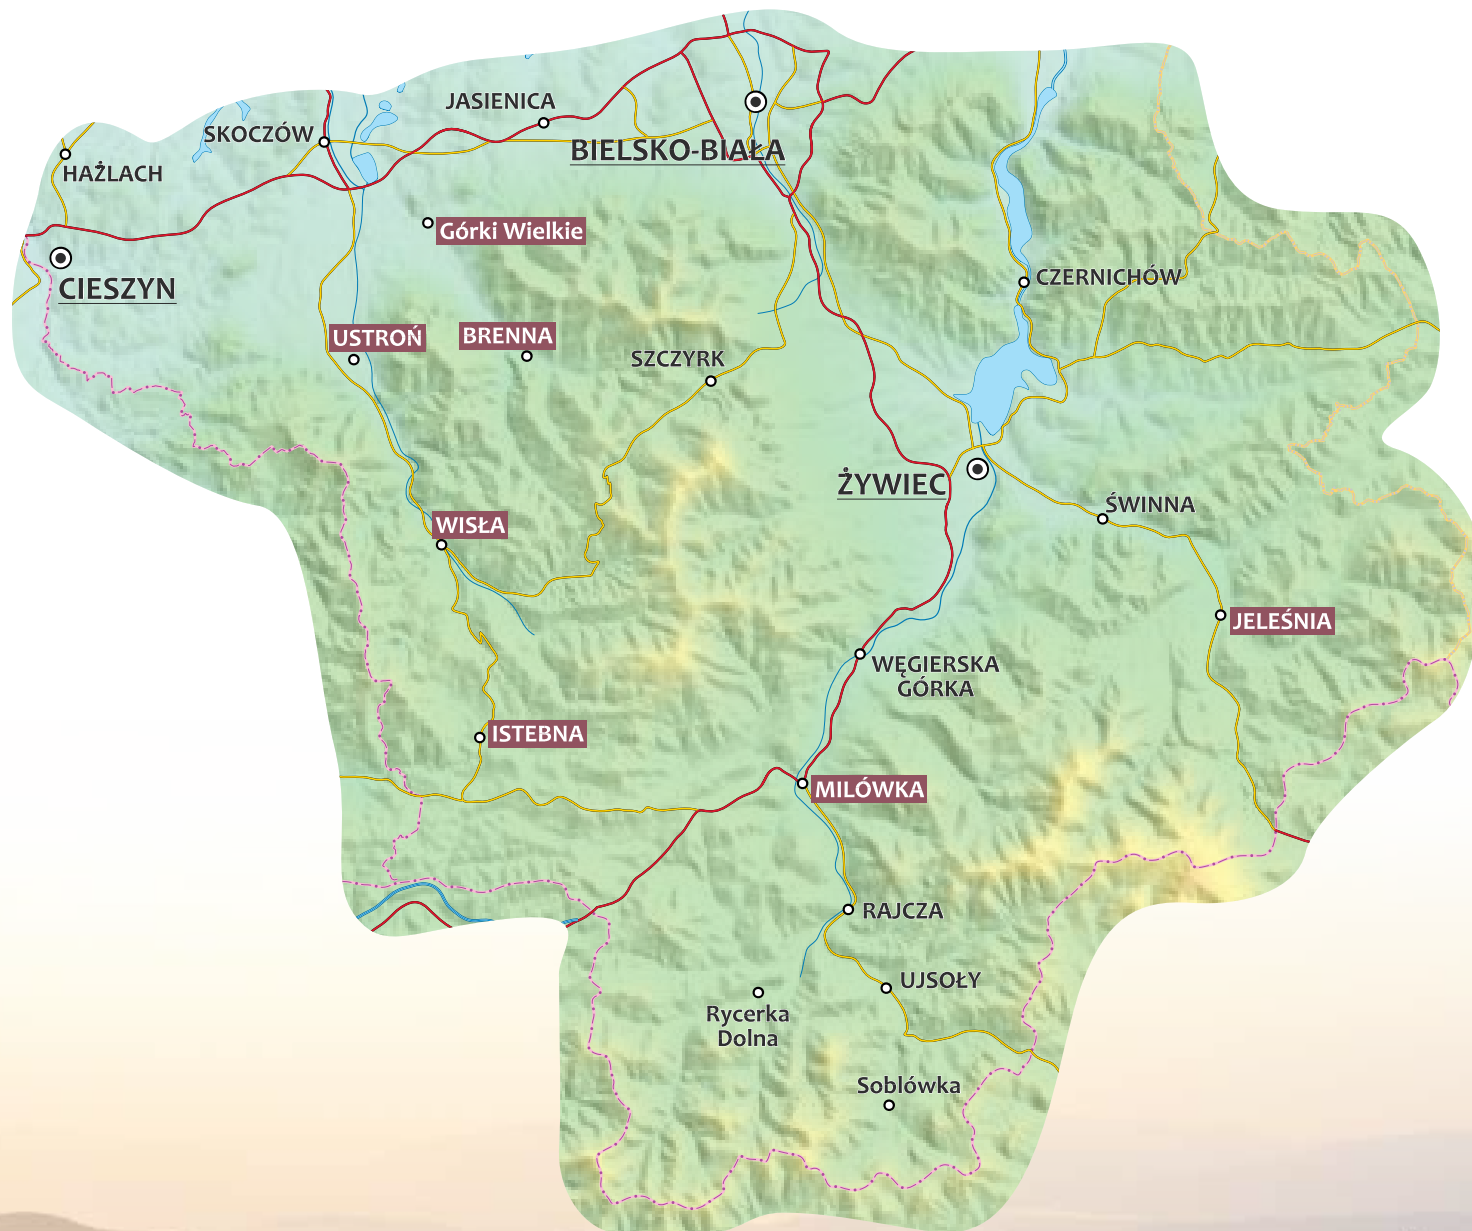 JASIENICA
SKOCZÓW
BIELSKO-BIAŁA
HAŻLACH
Górki Wielkie
CZERNICHÓW
CIESZYN
USTROŃ
BRENNA
SZCZYRK
ŻYWIEC
ŚWINNA
WISŁA
JELEŚNIA
WĘGIERSKA
GÓRKA
ISTEBNA
MILÓWKA
RAJCZA
UJSOŁY
Rycerka
Dolna
Soblówka